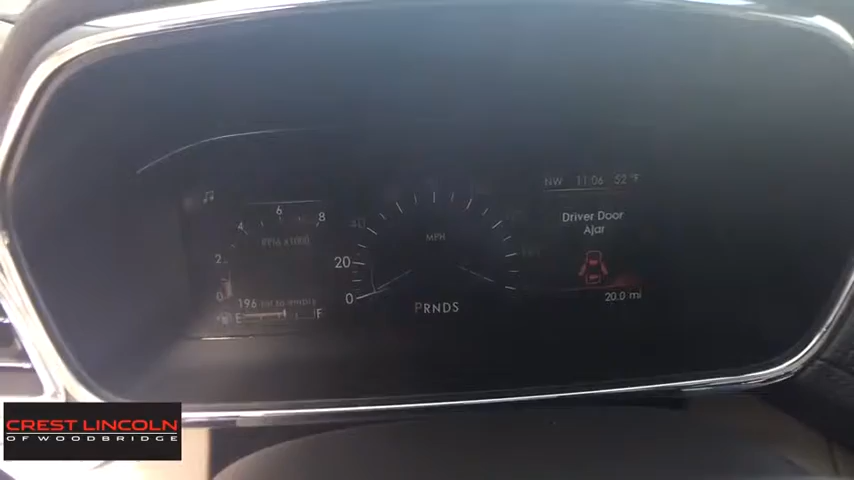 NW 11:06 52°F
4 6 8
RPM x1000
2
0
40
MPH
20
0
Driver Door
Ajar
196
E F
PRNDS
20.0 mi
CREST LINCOLN
OF WOODBRIDGE